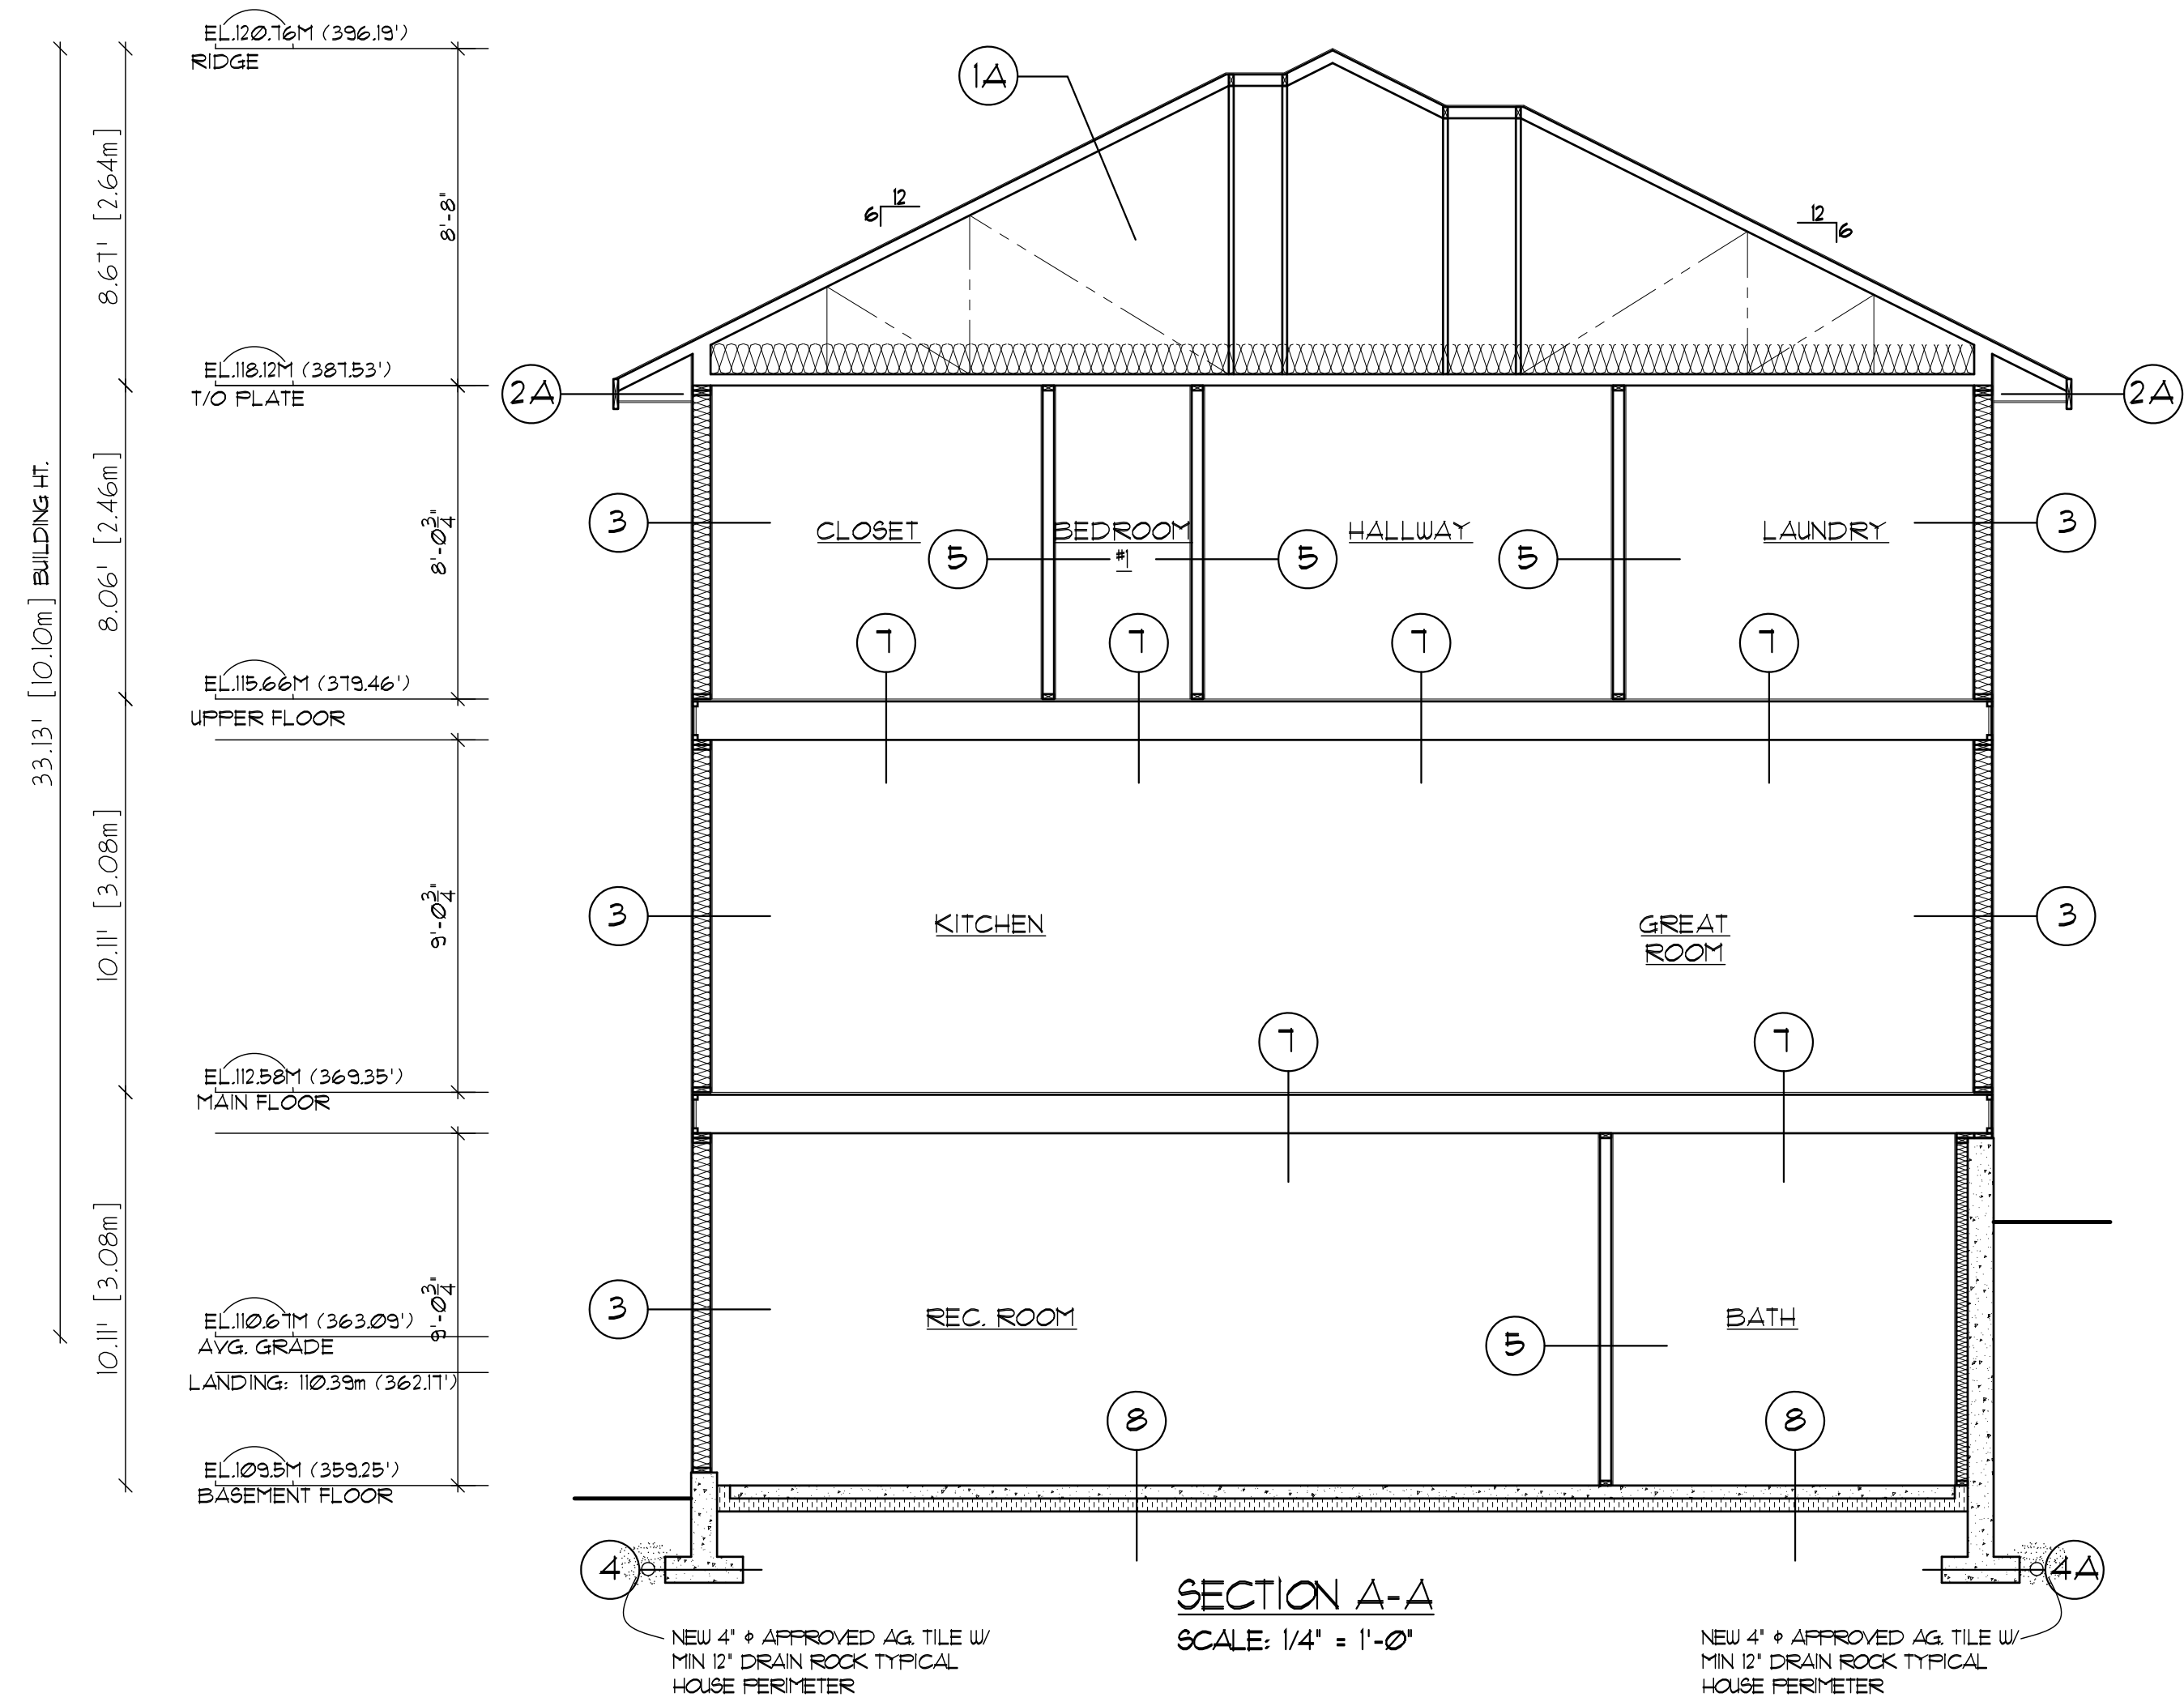 EL.120.76M (396.19')
RIDGE
8.67' [2.64m]
8'-8"
1A
12
6
12
6
EL.118.12M (387.53')
T/O PLATE
2A
2A
33.13' [10.10m] BUILDING HT.
8.06' [2.46m]
8'-0 3/4"
3
CLOSET
5
BEDROOM
#1
5
HALLWAY
5
LAUNDRY
3
7
7
7
7
EL.115.66M (379.46')
UPPER FLOOR
10.11' [3.08m]
9'-0 3/4"
3
KITCHEN
GREAT
ROOM
3
7
7
EL.112.58M (369.35')
MAIN FLOOR
10.11' [3.08m]
9'-0 3/4"
3
REC. ROOM
5
BATH
EL.110.67M (363.09')
AVG. GRADE
LANDING: 110.39m (362.17')
8
8
EL.109.5M (359.25')
BASEMENT FLOOR
4
4A
SECTION A-A
SCALE: 1/4" = 1'-0"
NEW 4" ϕ APPROVED AG. TILE W/
MIN 12" DRAIN ROCK TYPICAL
HOUSE PERIMETER
NEW 4" ϕ APPROVED AG. TILE W/
MIN 12" DRAIN ROCK TYPICAL
HOUSE PERIMETER